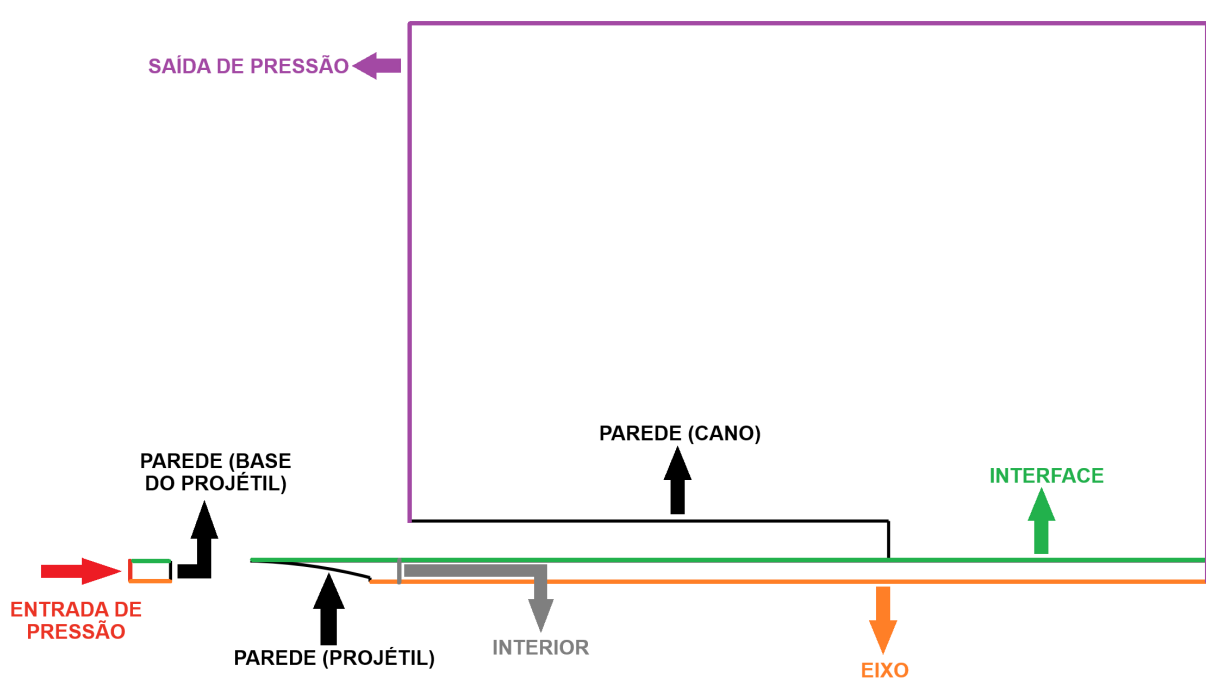 SAÍDA DE PRESSÃO
PAREDE (CANO)
PAREDE (BASE
DO PROJÉTIL)
INTERFACE
ENTRADA DE
PRESSÃO
PAREDE (PROJÉTIL)
INTERIOR
EIXO